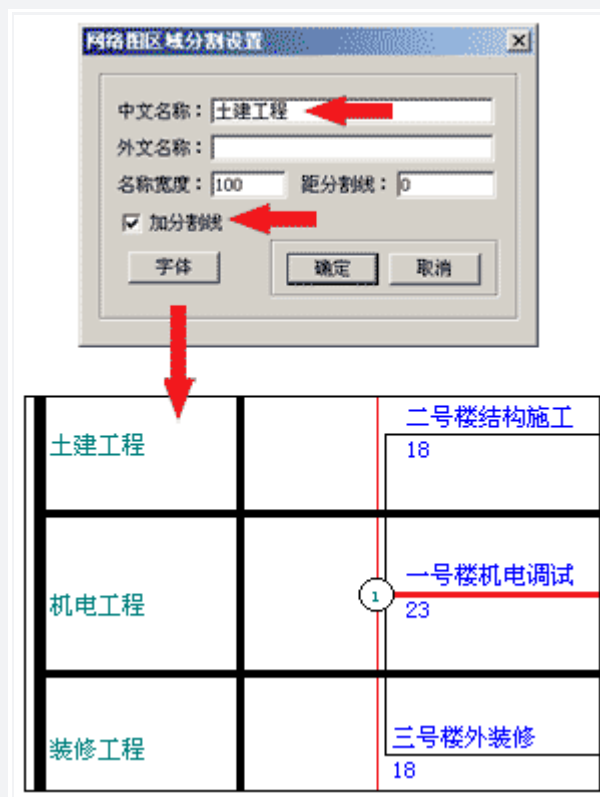 网络图区域分割设置
中文名称：土建工程
外文名称：
名称宽度：100 距分割线：0
加分割线
字体 确定 取消
二号楼结构施工
土建工程
18
一号楼机电调试
1
机电工程
23
三号楼外装修
装修工程
18